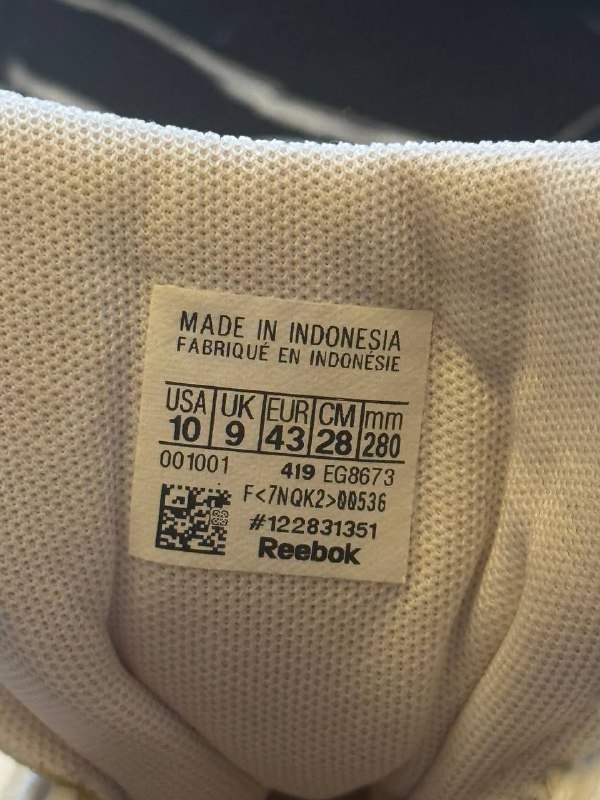 MADE IN INDONESIA
FABRIQUÉ EN INDONÉSIE
USA UK EUR CM mm
10 9 43 28 280
001001 419 EG8673
F<7NQK2>00536
#122831351
Reebok